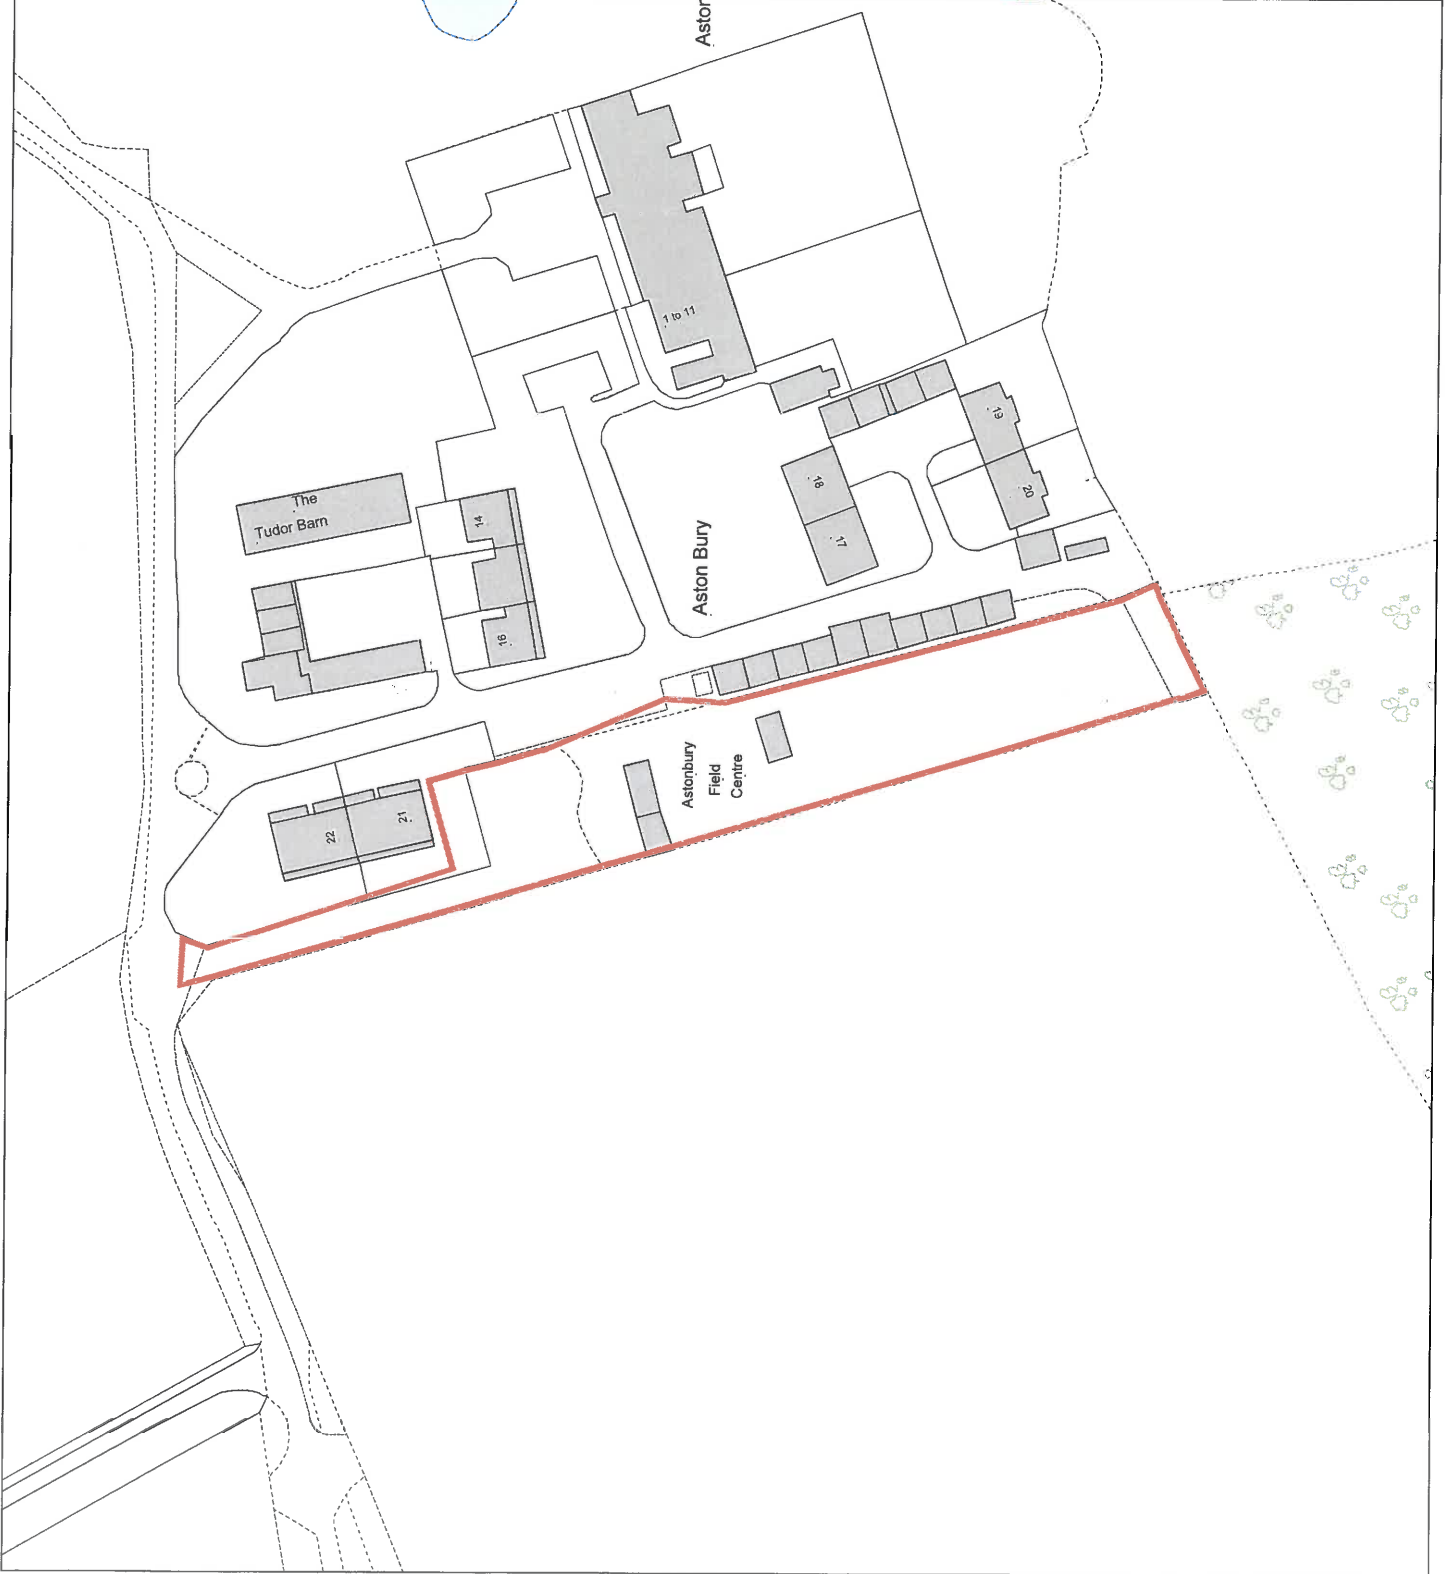 Aston
1 to 11
The
Tudor Barn
14
16
Aston Bury
19
20
18
17
Astonbury
Field
Centre
21
22